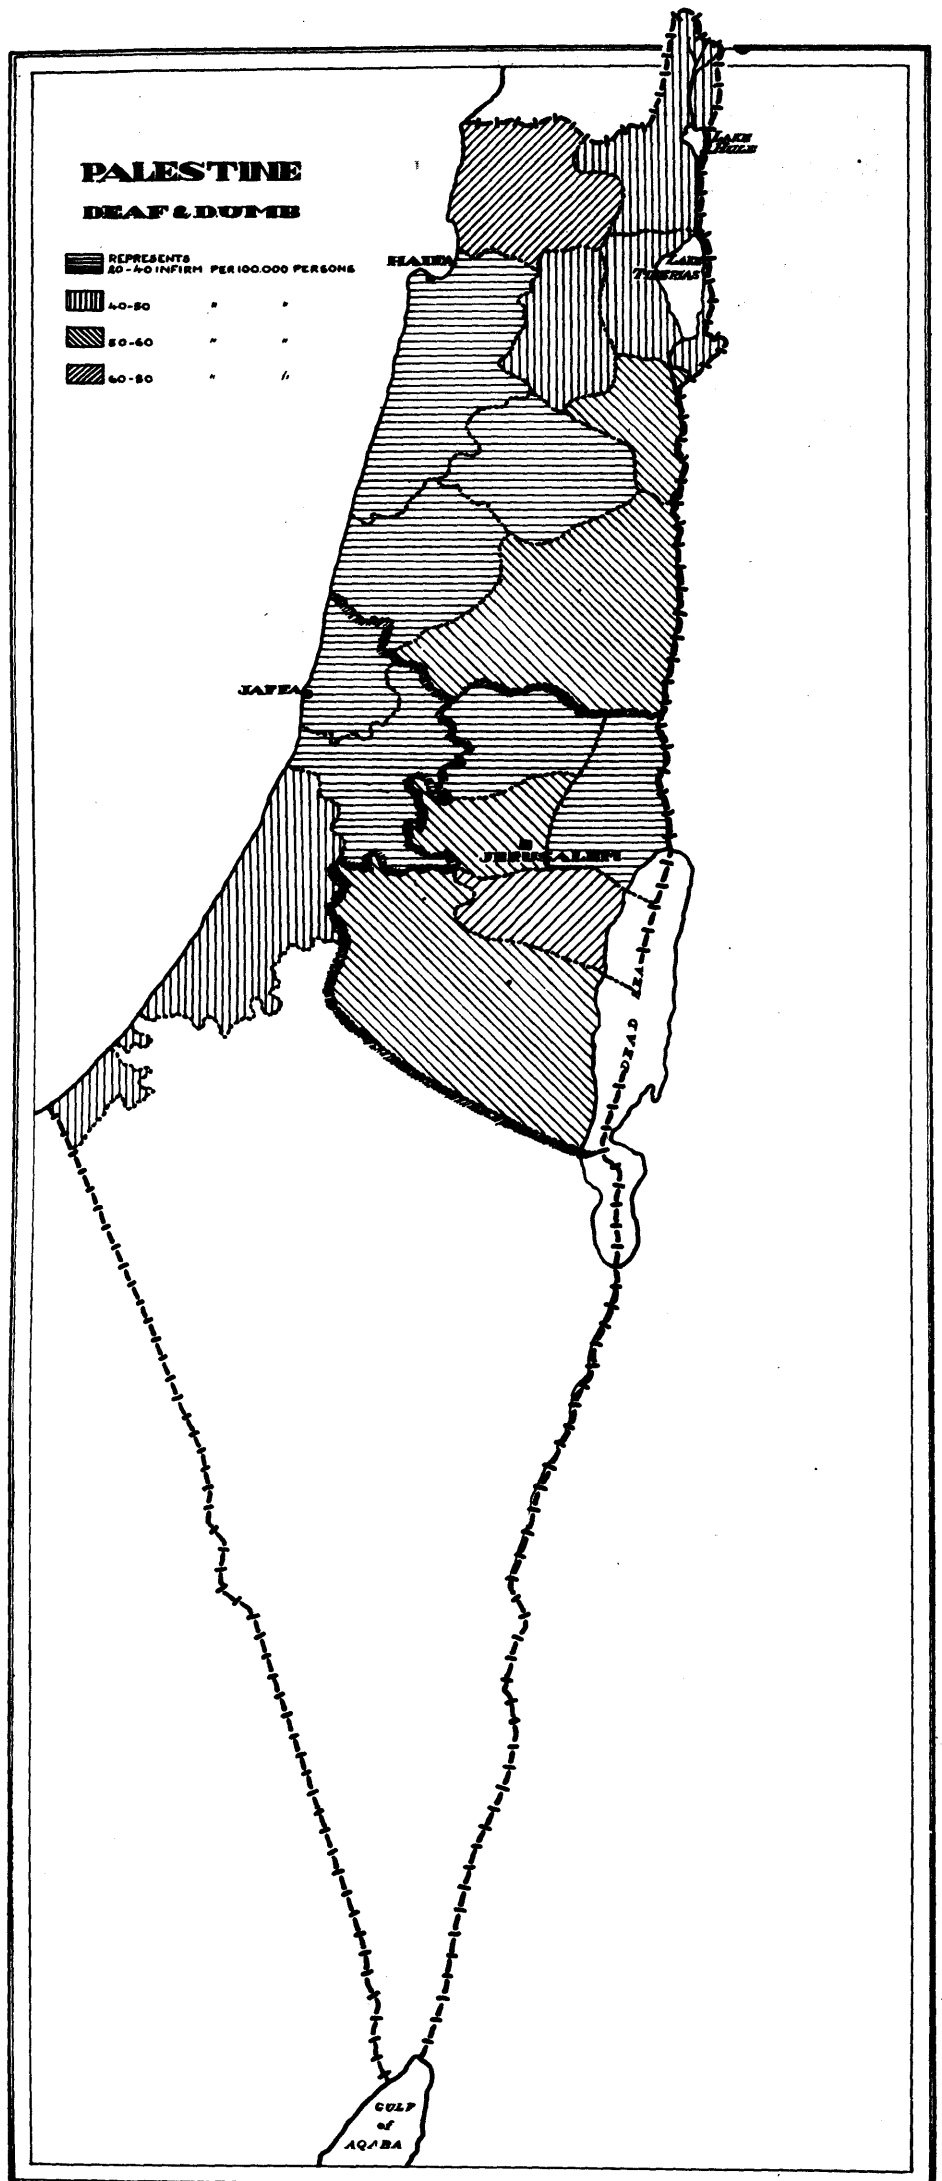 PALESTINE
DEAF & DUMB
REPRESENTS
20-40 INFIRM PER 100.000 PERSONS
40-50 " "
50-60 " "
60-80 " "
LAKE
HULE
HAIFA
LAKE
TIBERIAS
JAFFA
JERUSALEM
DEAD SEA
GULF
of
AQABA